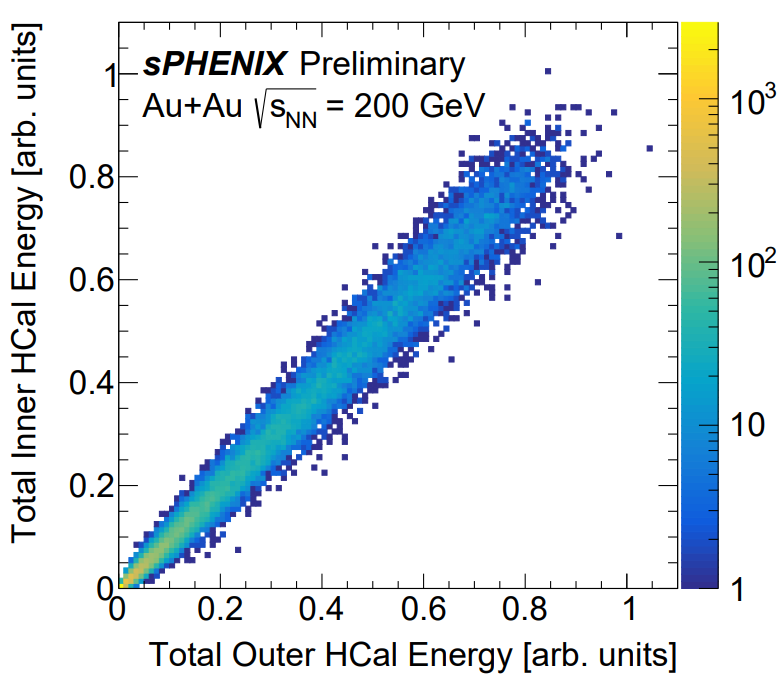 sPHENIX Preliminary
Au+Au √sNN = 200 GeV
Total Inner HCal Energy [arb. units]
1
0.8
0.6
0.4
0.2
0
0 0.2 0.4 0.6 0.8 1
Total Outer HCal Energy [arb. units]
10³
10²
10
1